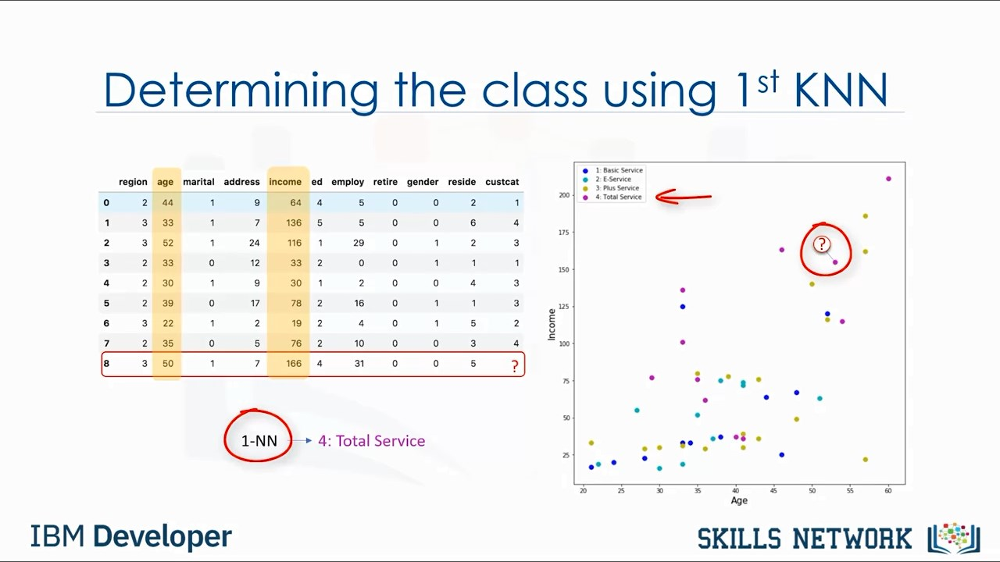 Determining the class using 1st KNN
region age marital address income ed employ retire gender reside custcat
0 2 44 1 9 64 4 5 0 0 2 1
1 3 33 1 7 136 5 5 0 0 6 4
2 3 52 1 24 116 1 29 0 1 2 3
3 2 33 0 12 33 2 0 0 1 1 1
4 2 30 1 9 30 1 2 0 0 4 3
5 2 39 0 17 78 2 16 0 1 1 3
6 3 22 1 2 19 2 4 0 1 5 2
7 2 35 0 5 76 2 10 0 0 3 4
8 3 50 1 7 166 4 31 0 0 5 ?
1-NN 4: Total Service
1: Basic Service
2: E-Service
3: Plus Service
4: Total Service
?
200
175
150
125
100
75
50
25
Income
20 25 30 35 40 45 50 55 60
Age
IBM Developer
SKILLS NETWORK